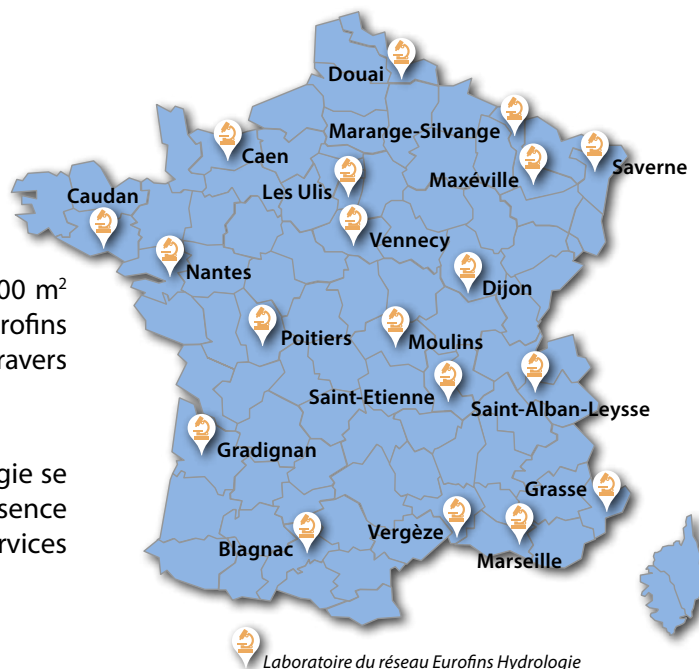 Douai
Marange-Silvange
Caen
Saverne
Les Ulis
Maxéville
Caudan
Vennecy
Nantes
Dijon
00 m²
rofins
ravers
Poitiers
Moulins
Saint-Etienne
Saint-Alban-Leysse
Gradignan
gie se
sence
rvices
Grasse
Vergèze
Blagnac
Marseille
Laboratoire du réseau Eurofins Hydrologie